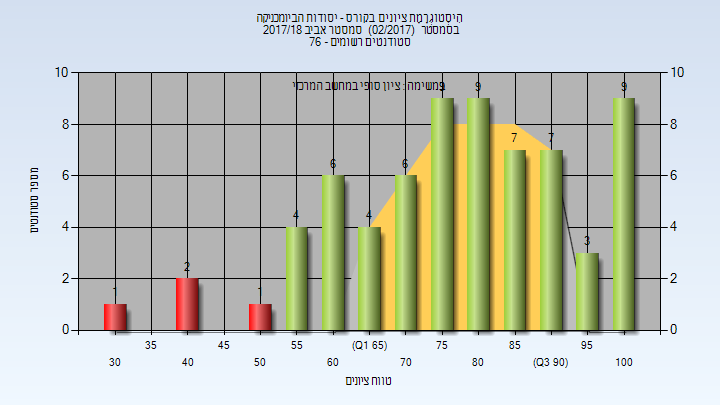 היסטוגרמת ציונים בקורס - יסודות הביומכניקה
בסמסטר (02/2017) סמסטר אביב 2017/18
סטודנטים רשומים - 76
משימה: ציון סופי במחשב המרכזי
מספר סטודנטים
10 10
8 8
6 6
4 4
2 2
0 0
1 2 1 4 6 4 6 9 9 7 7 3 9
35 45 55 (Q1 65) 75 85 95
30 40 50 60 70 80 (Q3 90) 100
טווח ציונים